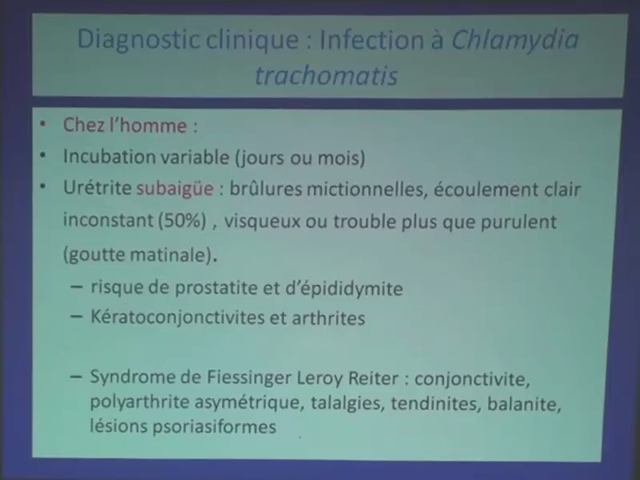 Diagnostic clinique : Infection à Chlamydia
trachomatis
• Chez l'homme :
• Incubation variable (jours ou mois)
• Urétrite subaigüe : brûlures mictionnelles, écoulement clair
inconstant (50%) , visqueux ou trouble plus que purulent
(goutte matinale).
– risque de prostatite et d'épididymite
– Kératoconjonctivites et arthrites
– Syndrome de Fiessinger Leroy Reiter : conjonctivite,
polyarthrite asymétrique, talalgies, tendinites, balanite,
lésions psoriasiformes